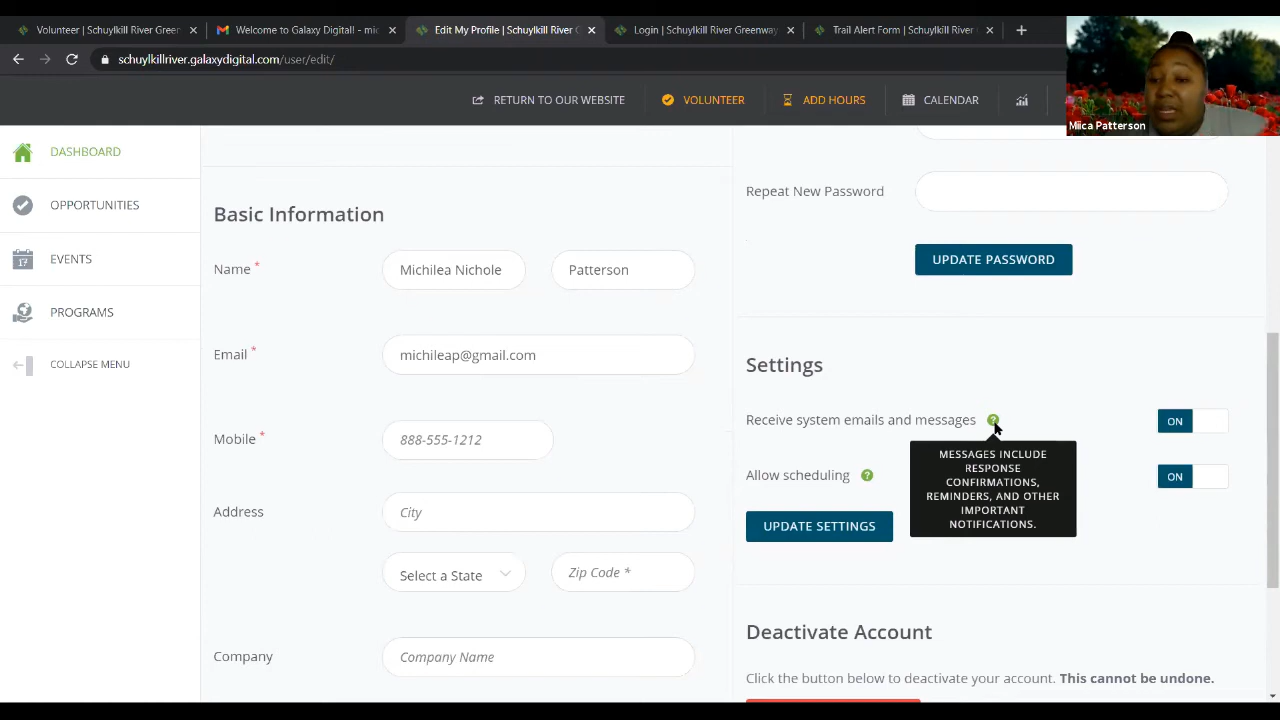 Volunteer | Schuylkill River Green
Welcome to Galaxy Digital! - mic
Edit My Profile | Schuylkill River G
Login | Schuylkill River Greenway
Trail Alert Form | Schuylkill River
schuylkillriver.galaxydigital.com/user/edit/
RETURN TO OUR WEBSITE
VOLUNTEER
ADD HOURS
CALENDAR
Miica Patterson
DASHBOARD
OPPORTUNITIES
17
EVENTS
PROGRAMS
COLLAPSE MENU
Basic Information
Name *
Michilea Nichole
Patterson
Email *
michileap@gmail.com
Mobile *
888-555-1212
Address
City
Select a State
Zip Code *
Company
Company Name
Repeat New Password
UPDATE PASSWORD
Settings
Receive system emails and messages ?
ON
MESSAGES INCLUDE
RESPONSE
CONFIRMATIONS,
REMINDERS, AND OTHER
IMPORTANT
NOTIFICATIONS.
Allow scheduling ?
ON
UPDATE SETTINGS
Deactivate Account
Click the button below to deactivate your account. This cannot be undone.